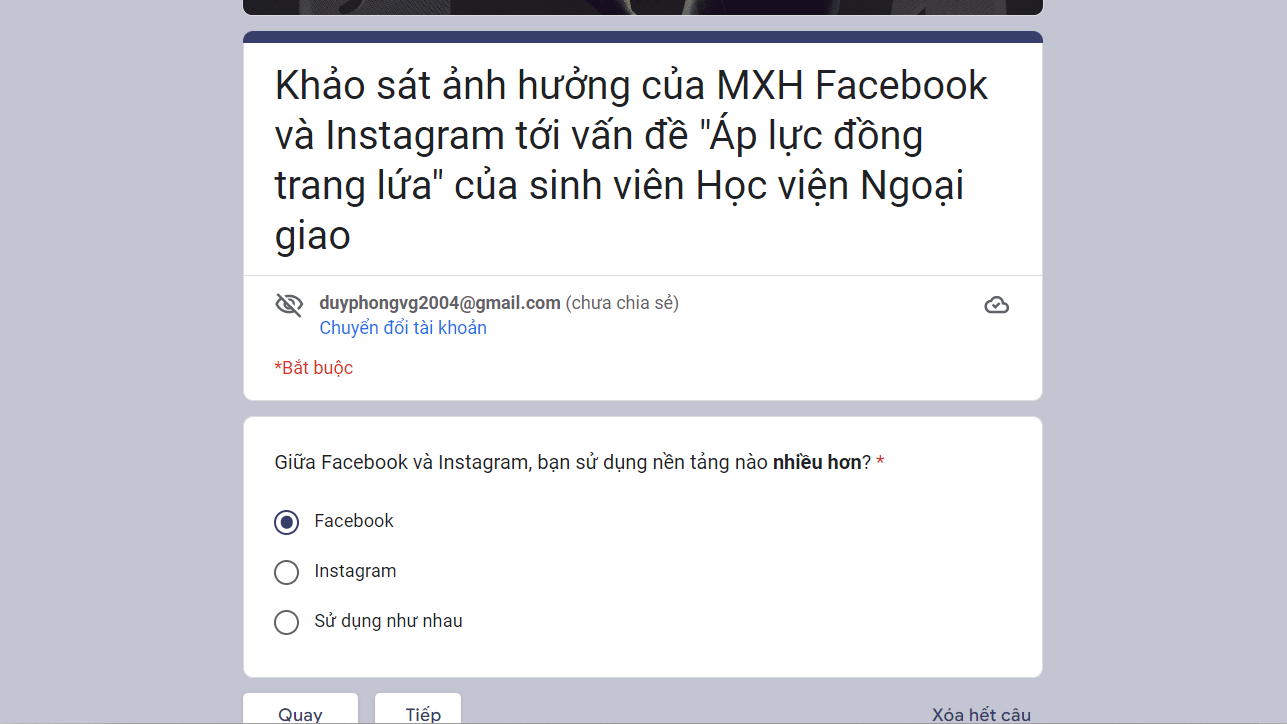 Khảo sát ảnh hưởng của MXH Facebook
và Instagram tới vấn đề "Áp lực đồng
trang lứa" của sinh viên Học viện Ngoại
giao
duyphongvg2004@gmail.com (chưa chia sẻ)
Chuyển đổi tài khoản
*Bắt buộc
Giữa Facebook và Instagram, bạn sử dụng nền tảng nào nhiều hơn? *
Facebook
Instagram
Sử dụng như nhau
Quay
Tiếp
Xóa hết câu